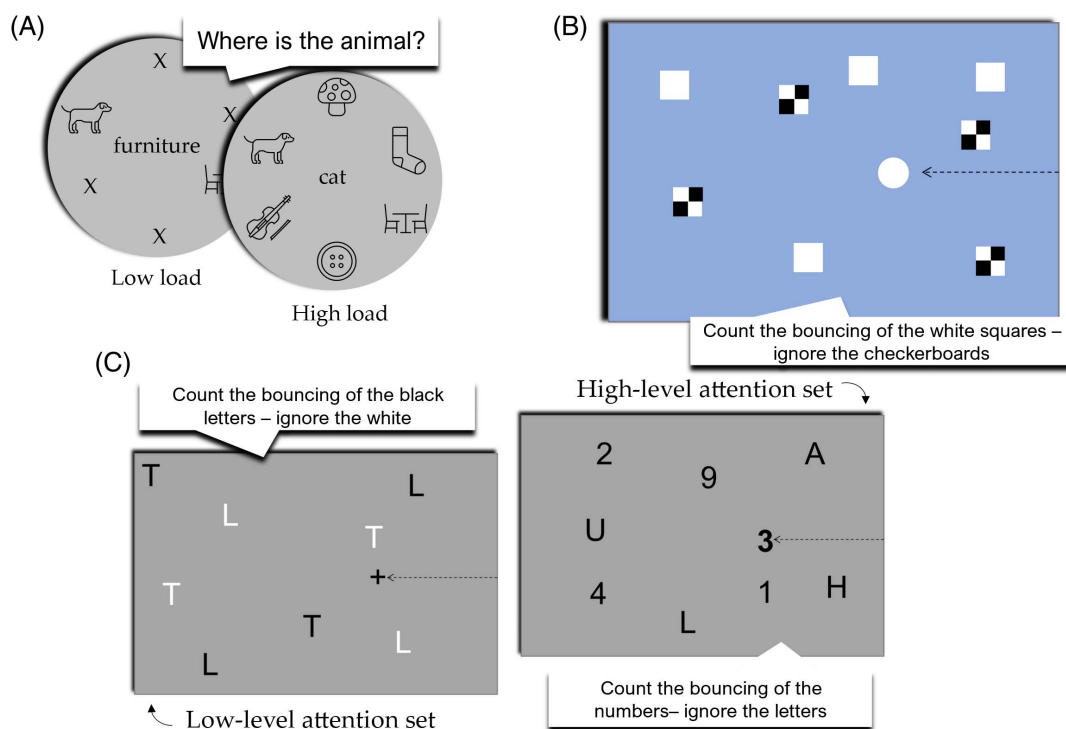 (A)
Where is the animal?
X
X
furniture
X
X
Low load
cat
High load
(B)
Count the bouncing of the white squares –
ignore the checkerboards
(C)
Count the bouncing of the black
letters – ignore the white
T
L
L
T
+
T
T
L
L
Low-level attention set
High-level attention set
2
A
9
U
3
4
1
H
L
Count the bouncing of the
numbers– ignore the letters